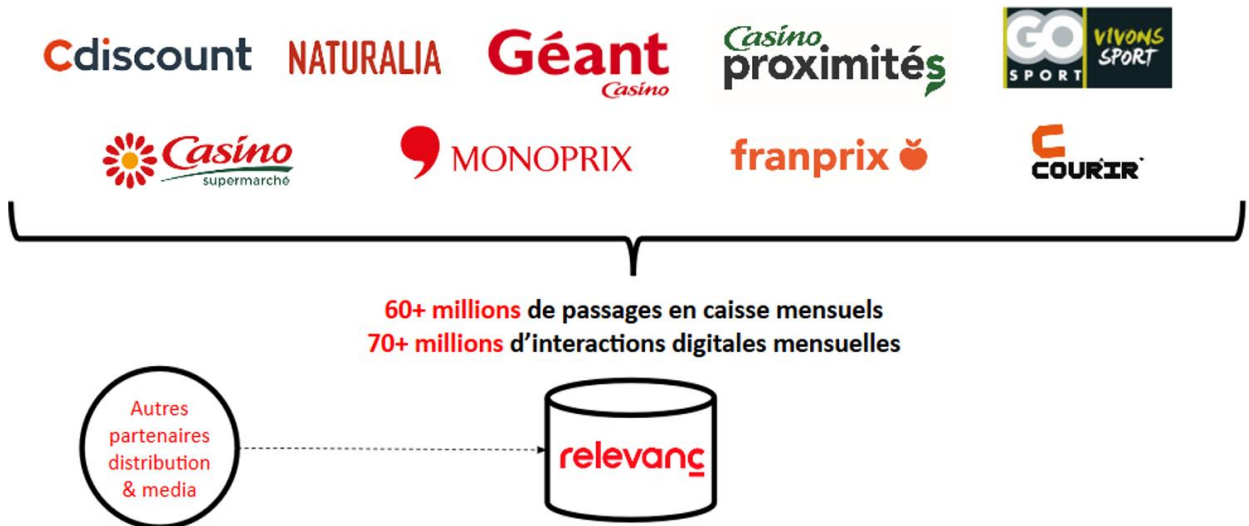 Cdiscount
NATURALIA
Géant
Casino
Casino
proximités
GO
SPORT
VIVONS
SPORT
Casino
supermarché
MONOPRIX
franprix
C
COURIR
60+ millions de passages en caisse mensuels
70+ millions d’interactions digitales mensuelles
Autres
partenaires
distribution
& media
relevanc